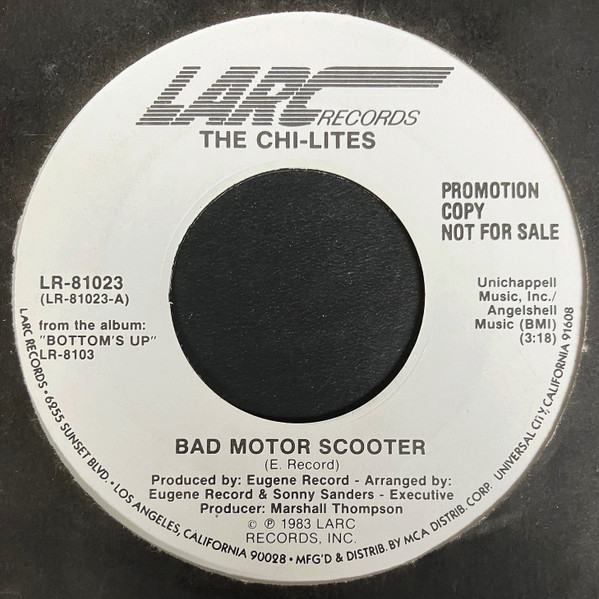 LARC RECORDS
THE CHI-LITES
PROMOTION
COPY
NOT FOR SALE
LR-81023
(LR-81023-A)
from the album:
"BOTTOM'S UP"
LR-8103
Unichappell
Music, Inc./
Angelshell
Music (BMI)
(3:18)
BAD MOTOR SCOOTER
(E. Record)
Produced by: Eugene Record - Arranged by:
Eugene Record & Sonny Sanders - Executive
Producer: Marshall Thompson
© ℗ 1983 LARC
RECORDS, INC.
LARC RECORDS • 6255 SUNSET BLVD. • LOS ANGELES, CALIFORNIA 90028 • MFG'D & DISTRIB. BY MCA DISTRIB. CORP. UNIVERSAL CITY, CALIFORNIA 91608